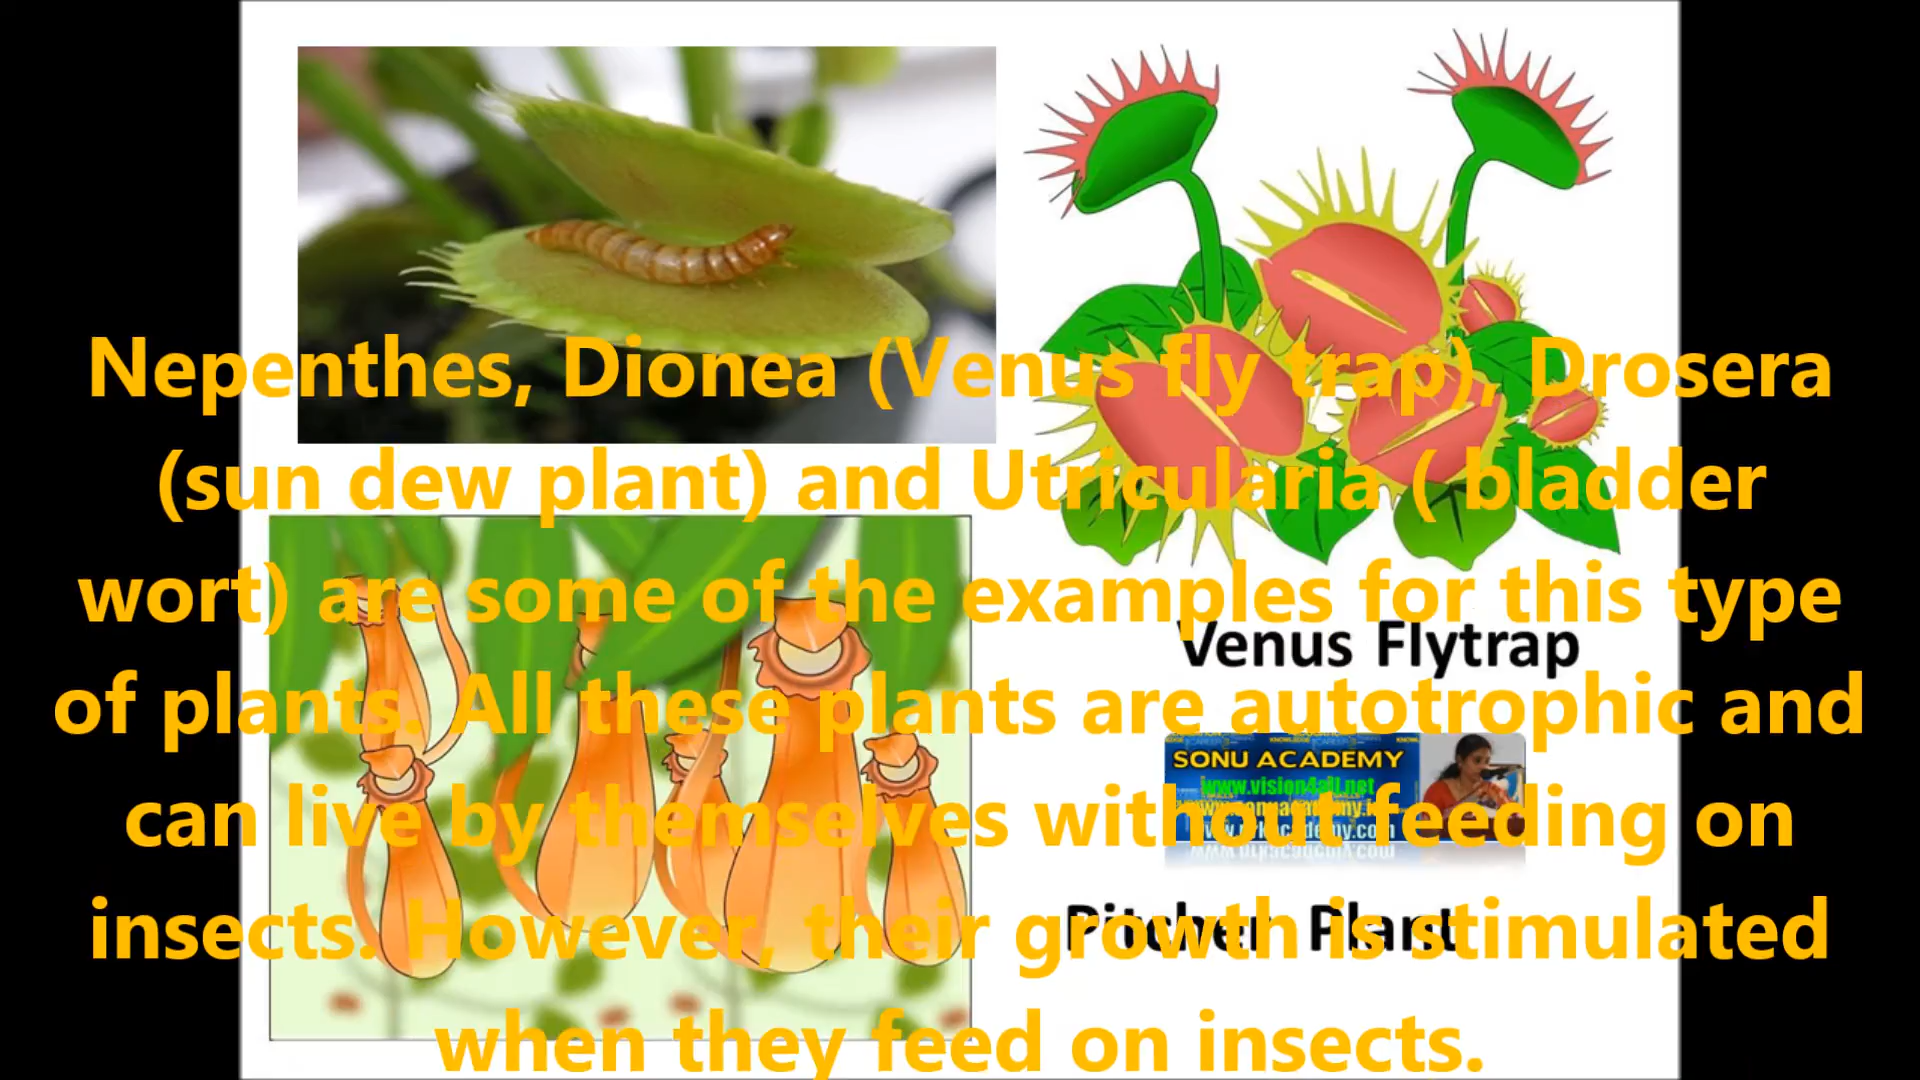 Nepenthes, Dionea (Venus fly trap), Drosera
(sun dew plant) and Utricularia ( bladder
wort) are some of the examples for this type
of plants. All these plants are autotrophic and
can live by themselves without feeding on
insects. However, their growth is stimulated
when they feed on insects.
Venus Flytrap
SONU ACADEMY
www.vision4all.net
Pitcher Plant